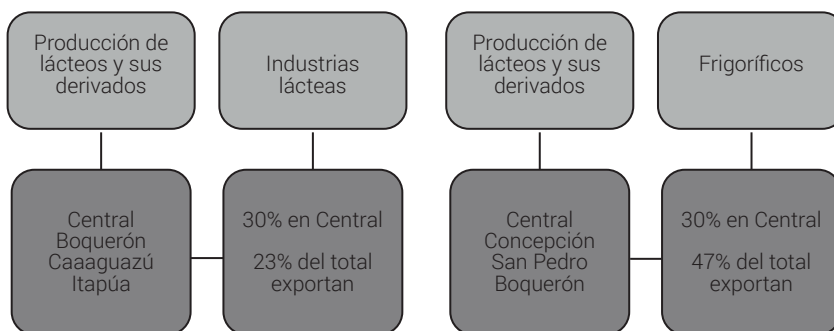 Producción de
lácteos y sus
derivados
Industrias
lácteas
Producción de
lácteos y sus
derivados
Frigoríficos
Central
Boquerón
Caaaguazú
Itapúa
30% en Central
23% del total
exportan
Central
Concepción
San Pedro
Boquerón
30% en Central
47% del total
exportan